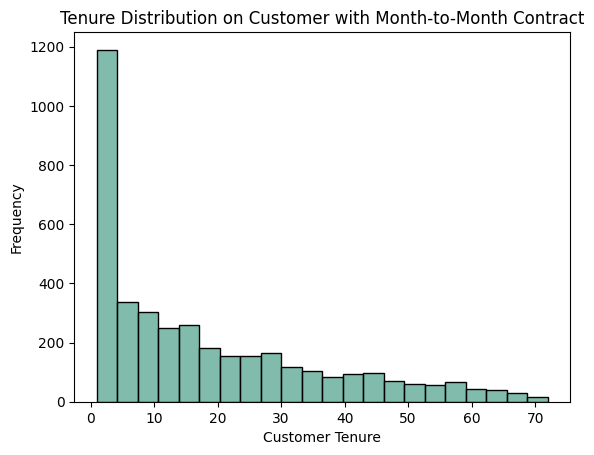 Tenure Distribution on Customer with Month-to-Month Contract
1200
1000
800
600
400
200
0
Frequency
0 10 20 30 40 50 60 70
Customer Tenure